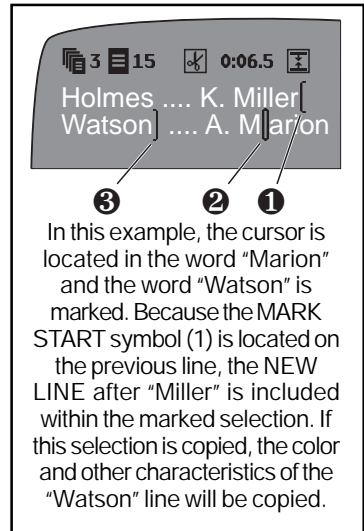 3 15 0:06.5
Holmes .... K. Miller[
Watson] .... A. Marion
❸ ❷ ❶
In this example, the cursor is
located in the word "Marion"
and the word "Watson" is
marked. Because the MARK
START symbol (1) is located on
the previous line, the NEW
LINE after "Miller" is included
within the marked selection. If
this selection is copied, the color
and other characteristics of the
"Watson" line will be copied.